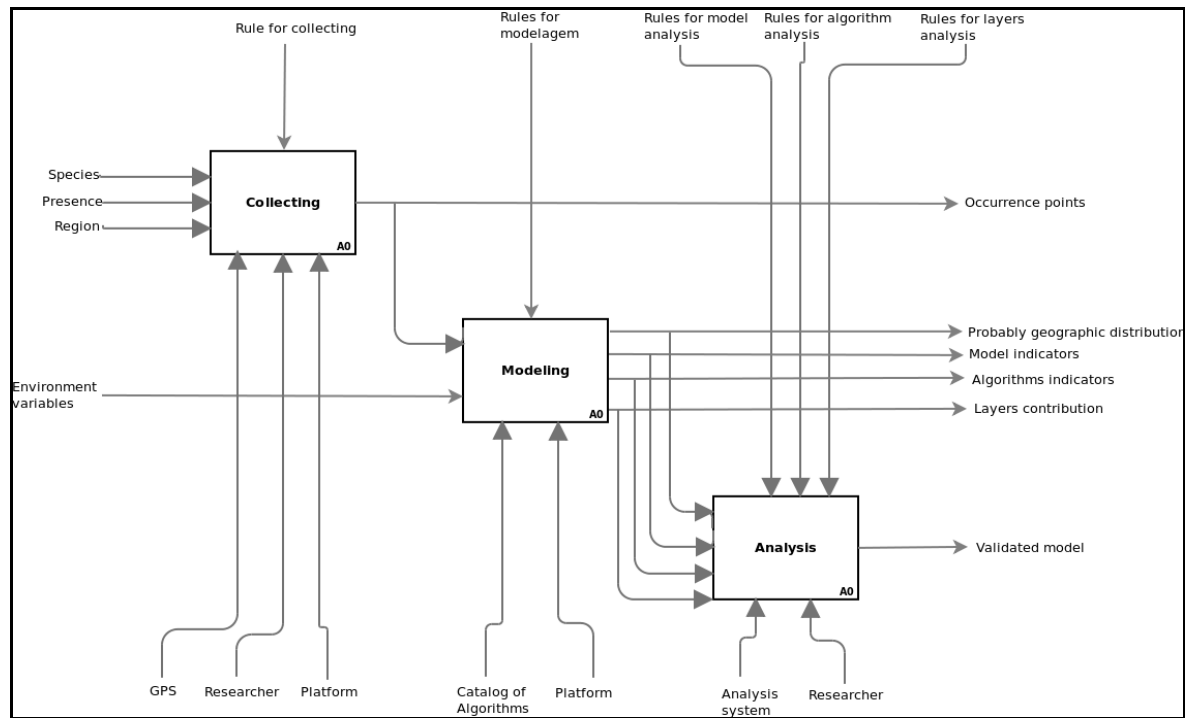 Rule for collecting
Rules for
modelagem
Rules for model
analysis
Rules for algorithm
analysis
Rules for layers
analysis
Species
Presence
Region
Collecting
A0
Occurrence points
Environment
variables
Modeling
A0
Probably geographic distribution
Model indicators
Algorithms indicators
Layers contribution
Analysis
A0
Validated model
GPS
Researcher
Platform
Catalog of
Algorithms
Platform
Analysis
system
Researcher